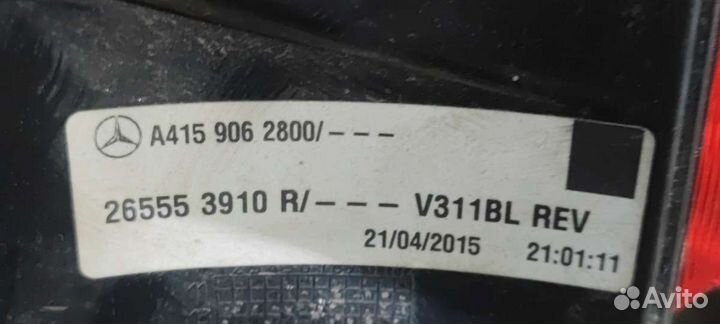 A415 906 2800/---
26555 3910 R/--- V311BL REV
21/04/2015 21:01:11
Avito